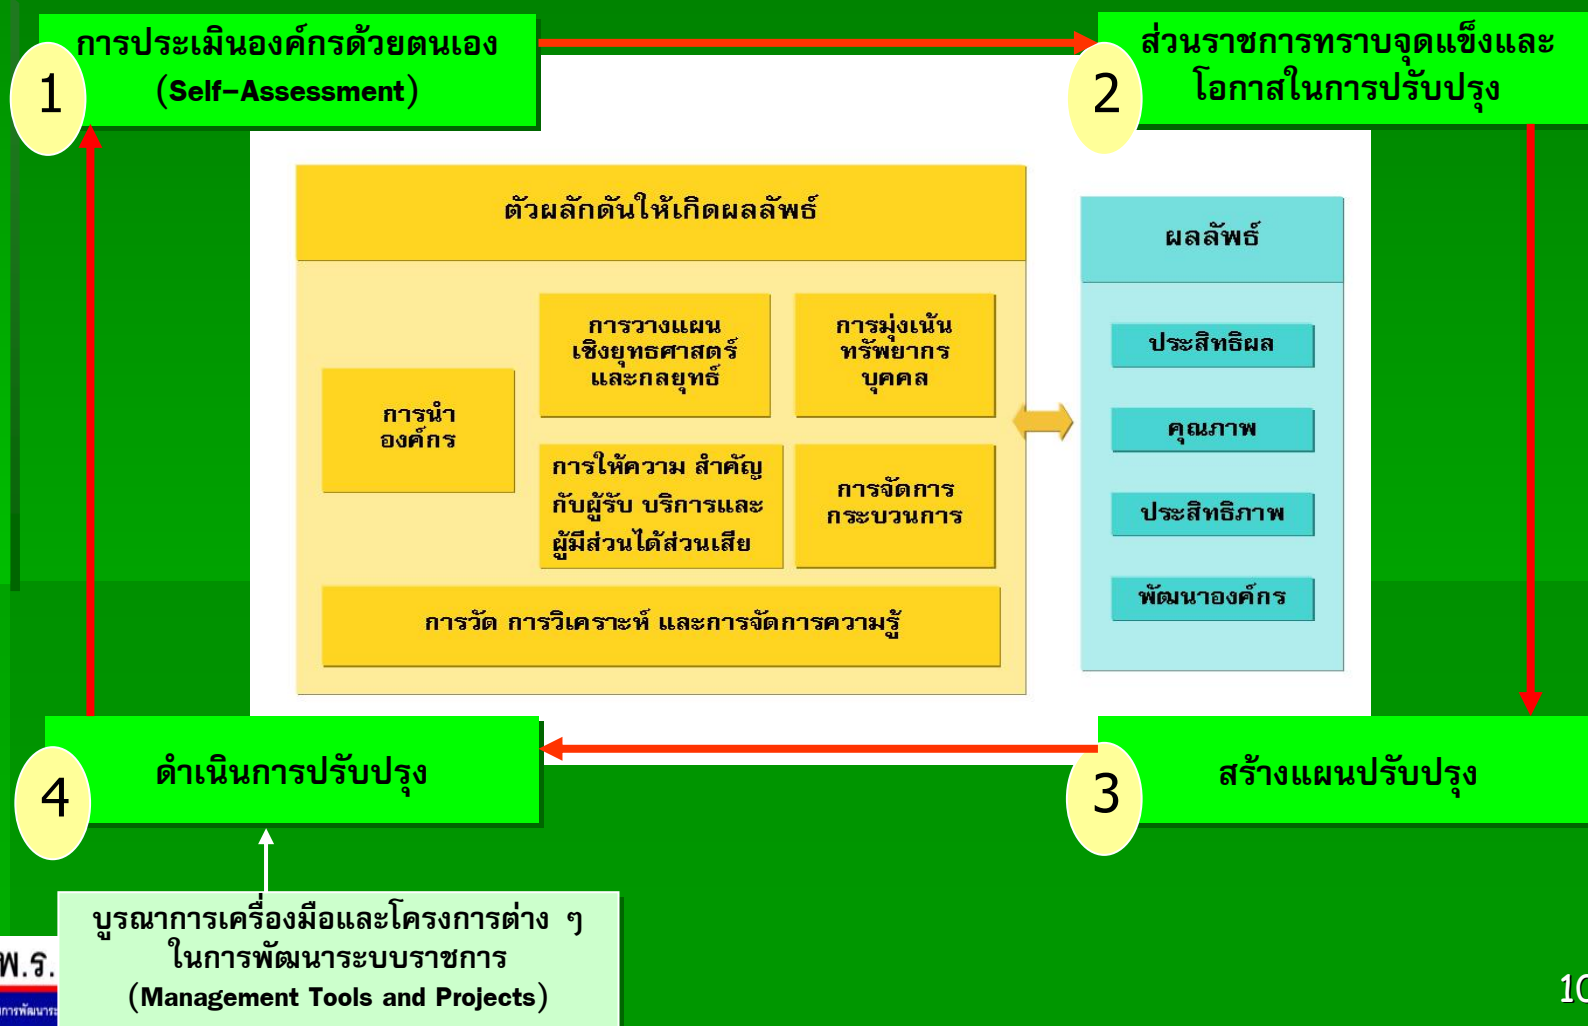 การประเมินองค์กรด้วยตนเอง
(Self-Assessment)
1
ส่วนราชการทราบจุดแข็งและ
โอกาสในการปรับปรุง
2
ตัวผลักดันให้เกิดผลลัพธ์
การนำ
องค์กร
การวางแผน
เชิงยุทธศาสตร์
และกลยุทธ์
การมุ่งเน้น
ทรัพยากร
บุคคล
การให้ความ สำคัญ
กับผู้รับ บริการและ
ผู้มีส่วนได้ส่วนเสีย
การจัดการ
กระบวนการ
การวัด การวิเคราะห์ และการจัดการความรู้
ผลลัพธ์
ประสิทธิผล
คุณภาพ
ประสิทธิภาพ
พัฒนาองค์กร
4
ดำเนินการปรับปรุง
3
สร้างแผนปรับปรุง
บูรณาการเครื่องมือและโครงการต่าง ๆ
ในการพัฒนาระบบราชการ
(Management Tools and Projects)
พ.ร.
10